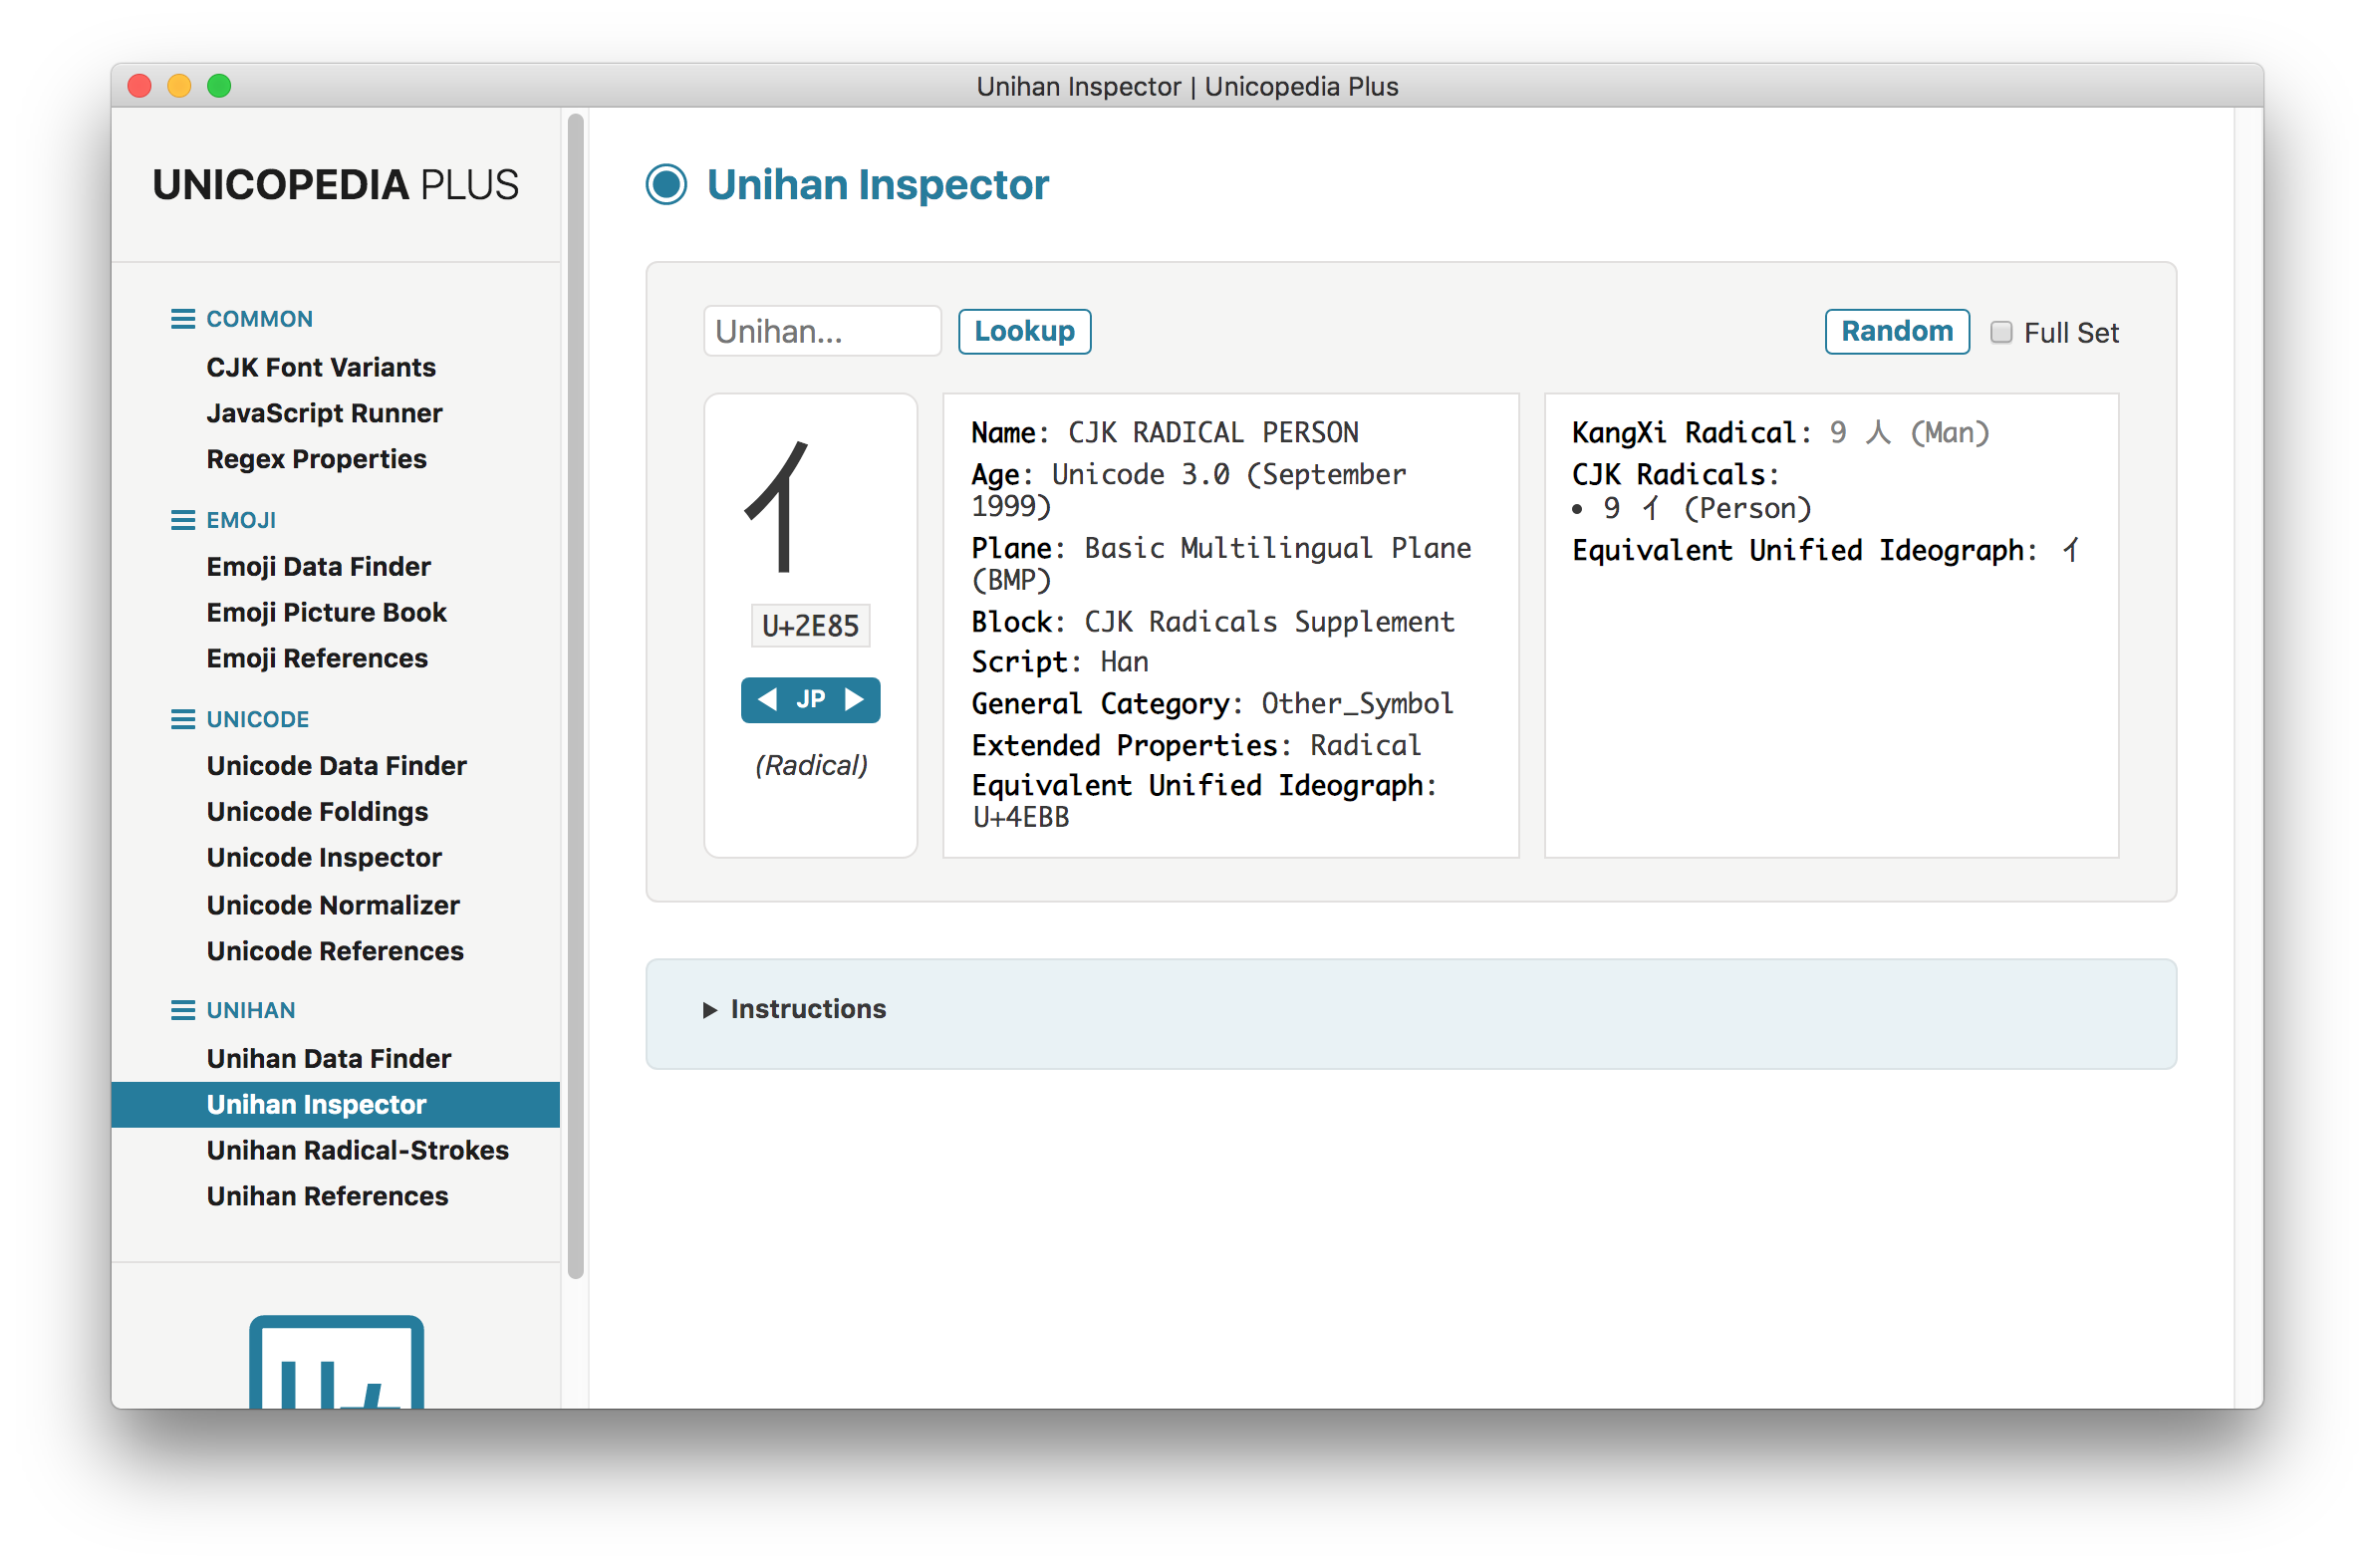 Unihan Inspector | Unicopedia Plus
UNICOPEDIA PLUS
COMMON
CJK Font Variants
JavaScript Runner
Regex Properties
EMOJI
Emoji Data Finder
Emoji Picture Book
Emoji References
UNICODE
Unicode Data Finder
Unicode Foldings
Unicode Inspector
Unicode Normalizer
Unicode References
UNIHAN
Unihan Data Finder
Unihan Inspector
Unihan Radical-Strokes
Unihan References
U+
Unihan Inspector
Unihan...
Lookup
Random
Full Set
⺅
U+2E85
◀ JP ▶
(Radical)
Name: CJK RADICAL PERSON
Age: Unicode 3.0 (September
1999)
Plane: Basic Multilingual Plane
(BMP)
Block: CJK Radicals Supplement
Script: Han
General Category: Other_Symbol
Extended Properties: Radical
Equivalent Unified Ideograph:
U+4EBB
KangXi Radical: 9 ⼈ (Man)
CJK Radicals:
• 9 ⺅ (Person)
Equivalent Unified Ideograph: 亻
▶ Instructions